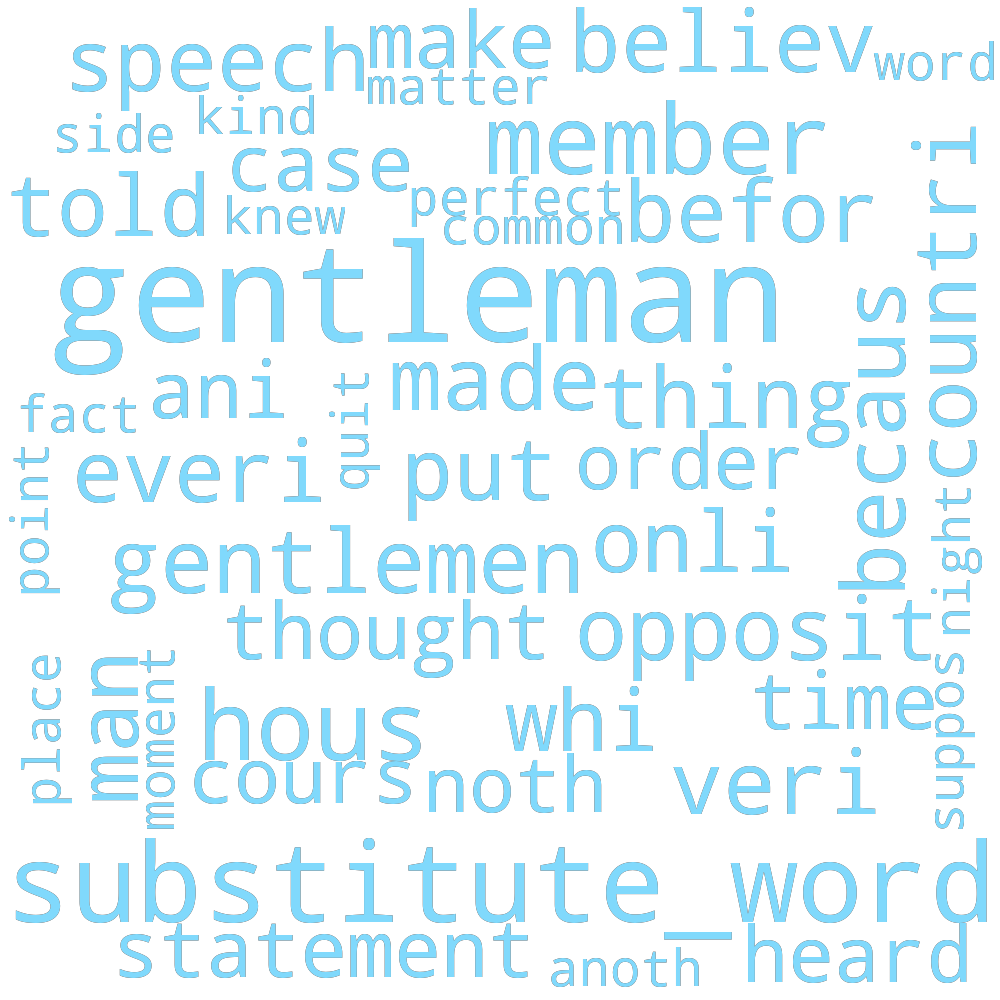 speech
make
believ
word
matter
kind
side
member
case
countri
told
knew
perfect
common
befor
gentleman
becaus
made
thing
ani
quit
fact
everi
put
order
point
gentlemen
onli
night
thought
opposit
place
man
moment
hous
whi
time
suppos
cours
noth
veri
substitute_word
statement
anoth
heard